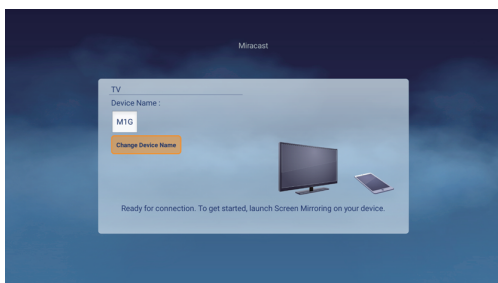 Miracast
TV
Device Name :
M1G
Change Device Name
Ready for connection. To get started, launch Screen Mirroring on your device.